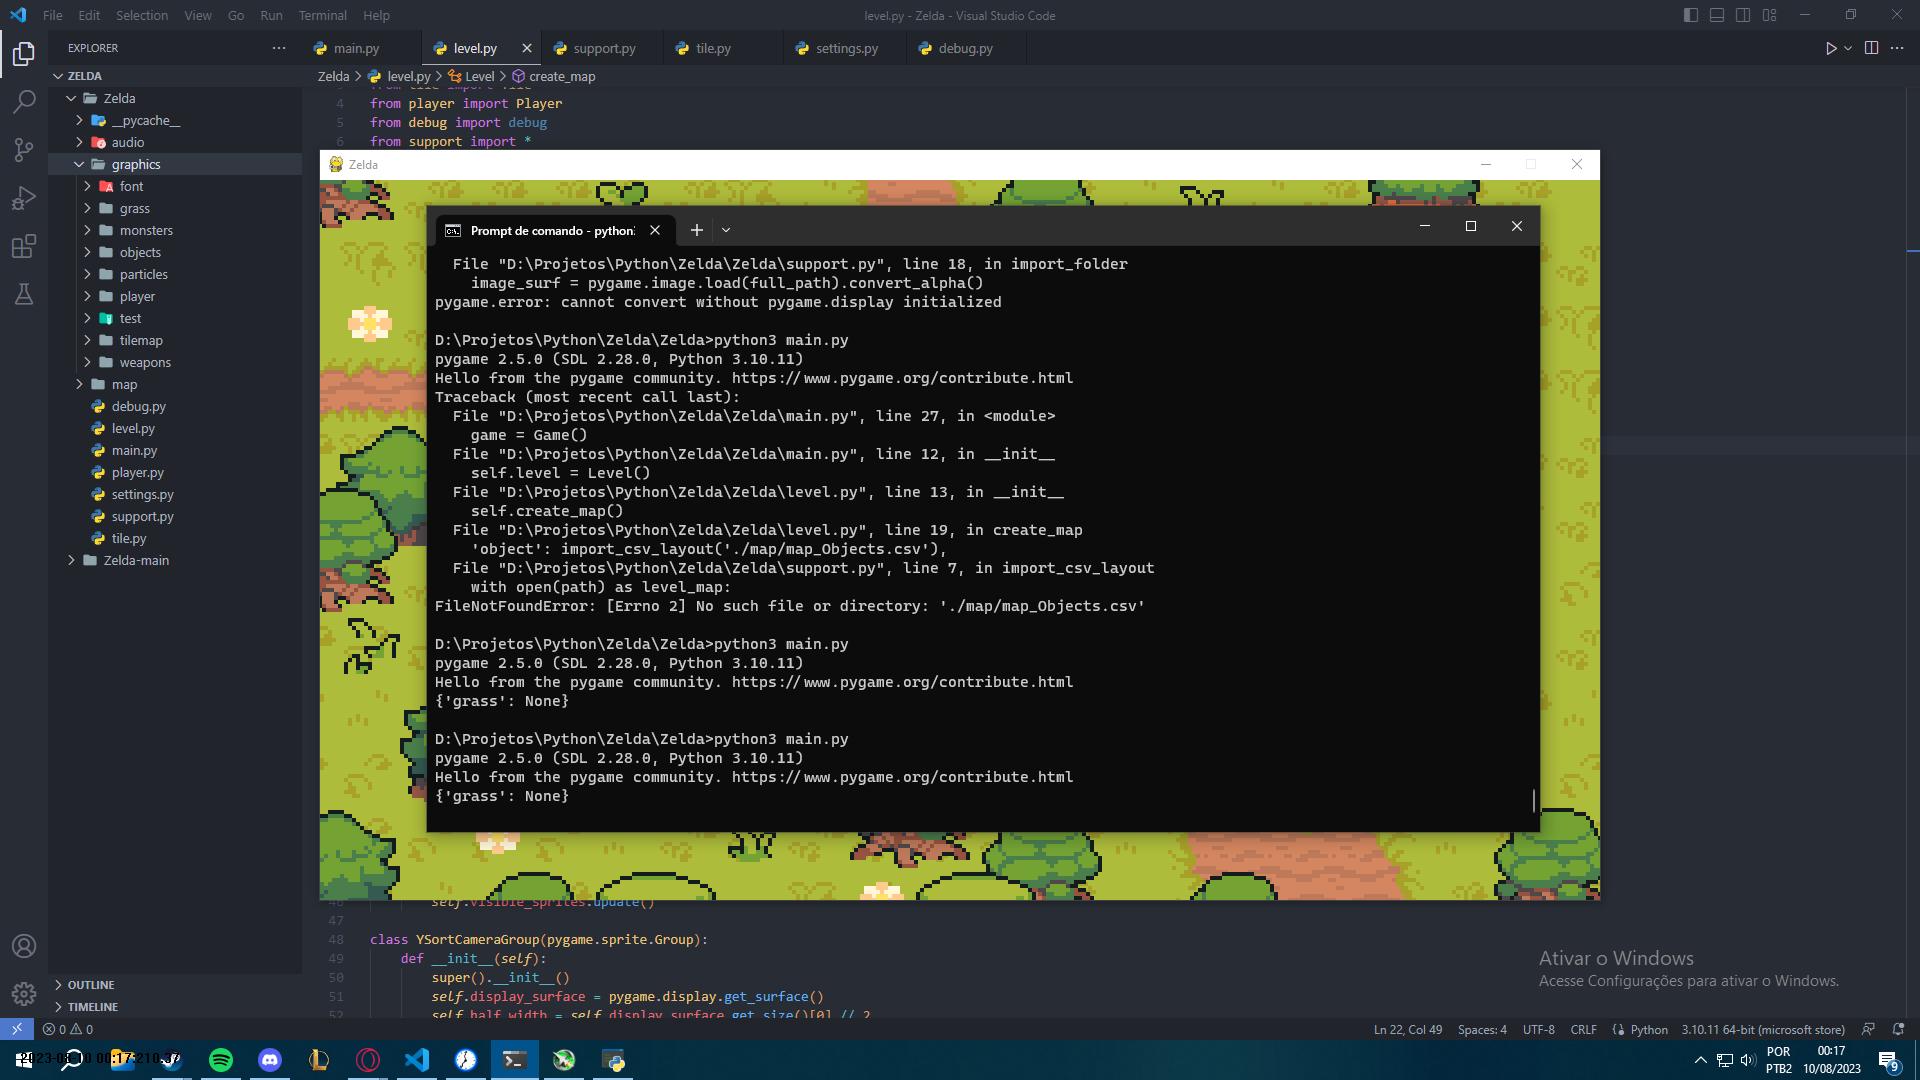 File Edit Selection View Go Run Terminal Help
level.py - Zelda - Visual Studio Code
EXPLORER
main.py
level.py
support.py
tile.py
settings.py
debug.py
ZELDA
Zelda
__pycache__
audio
graphics
font
grass
monsters
objects
particles
player
test
tilemap
weapons
map
debug.py
level.py
main.py
player.py
settings.py
support.py
tile.py
Zelda-main
OUTLINE
TIMELINE
Zelda > level.py > Level > create_map
3 from tile import Tile
4 from player import Player
5 from debug import debug
6 from support import *
Zelda
Prompt de comando - python3
File "D:\Projetos\Python\Zelda\Zelda\support.py", line 18, in import_folder
image_surf = pygame.image.load(full_path).convert_alpha()
pygame.error: cannot convert without pygame.display initialized
D:\Projetos\Python\Zelda\Zelda>python3 main.py
pygame 2.5.0 (SDL 2.28.0, Python 3.10.11)
Hello from the pygame community. https://www.pygame.org/contribute.html
Traceback (most recent call last):
File "D:\Projetos\Python\Zelda\Zelda\main.py", line 27, in <module>
game = Game()
File "D:\Projetos\Python\Zelda\Zelda\main.py", line 12, in __init__
self.level = Level()
File "D:\Projetos\Python\Zelda\Zelda\level.py", line 13, in __init__
self.create_map()
File "D:\Projetos\Python\Zelda\Zelda\level.py", line 19, in create_map
'object': import_csv_layout('./map/map_Objects.csv'),
File "D:\Projetos\Python\Zelda\Zelda\support.py", line 7, in import_csv_layout
with open(path) as level_map:
FileNotFoundError: [Errno 2] No such file or directory: './map/map_Objects.csv'
D:\Projetos\Python\Zelda\Zelda>python3 main.py
pygame 2.5.0 (SDL 2.28.0, Python 3.10.11)
Hello from the pygame community. https://www.pygame.org/contribute.html
{'grass': None}
D:\Projetos\Python\Zelda\Zelda>python3 main.py
pygame 2.5.0 (SDL 2.28.0, Python 3.10.11)
Hello from the pygame community. https://www.pygame.org/contribute.html
{'grass': None}
46 self.visible_sprites.update()
47
48 class YSortCameraGroup(pygame.sprite.Group):
49 def __init__(self):
50 super().__init__()
51 self.display_surface = pygame.display.get_surface()
52 self.half_width = self.display_surface.get_size()[0] // 2
Ativar o Windows
Acesse Configurações para ativar o Windows.
0 0
Ln 22, Col 49 Spaces: 4 UTF-8 CRLF Python 3.10.11 64-bit (microsoft store)
POR
PTB2
00:17
10/08/2023
9